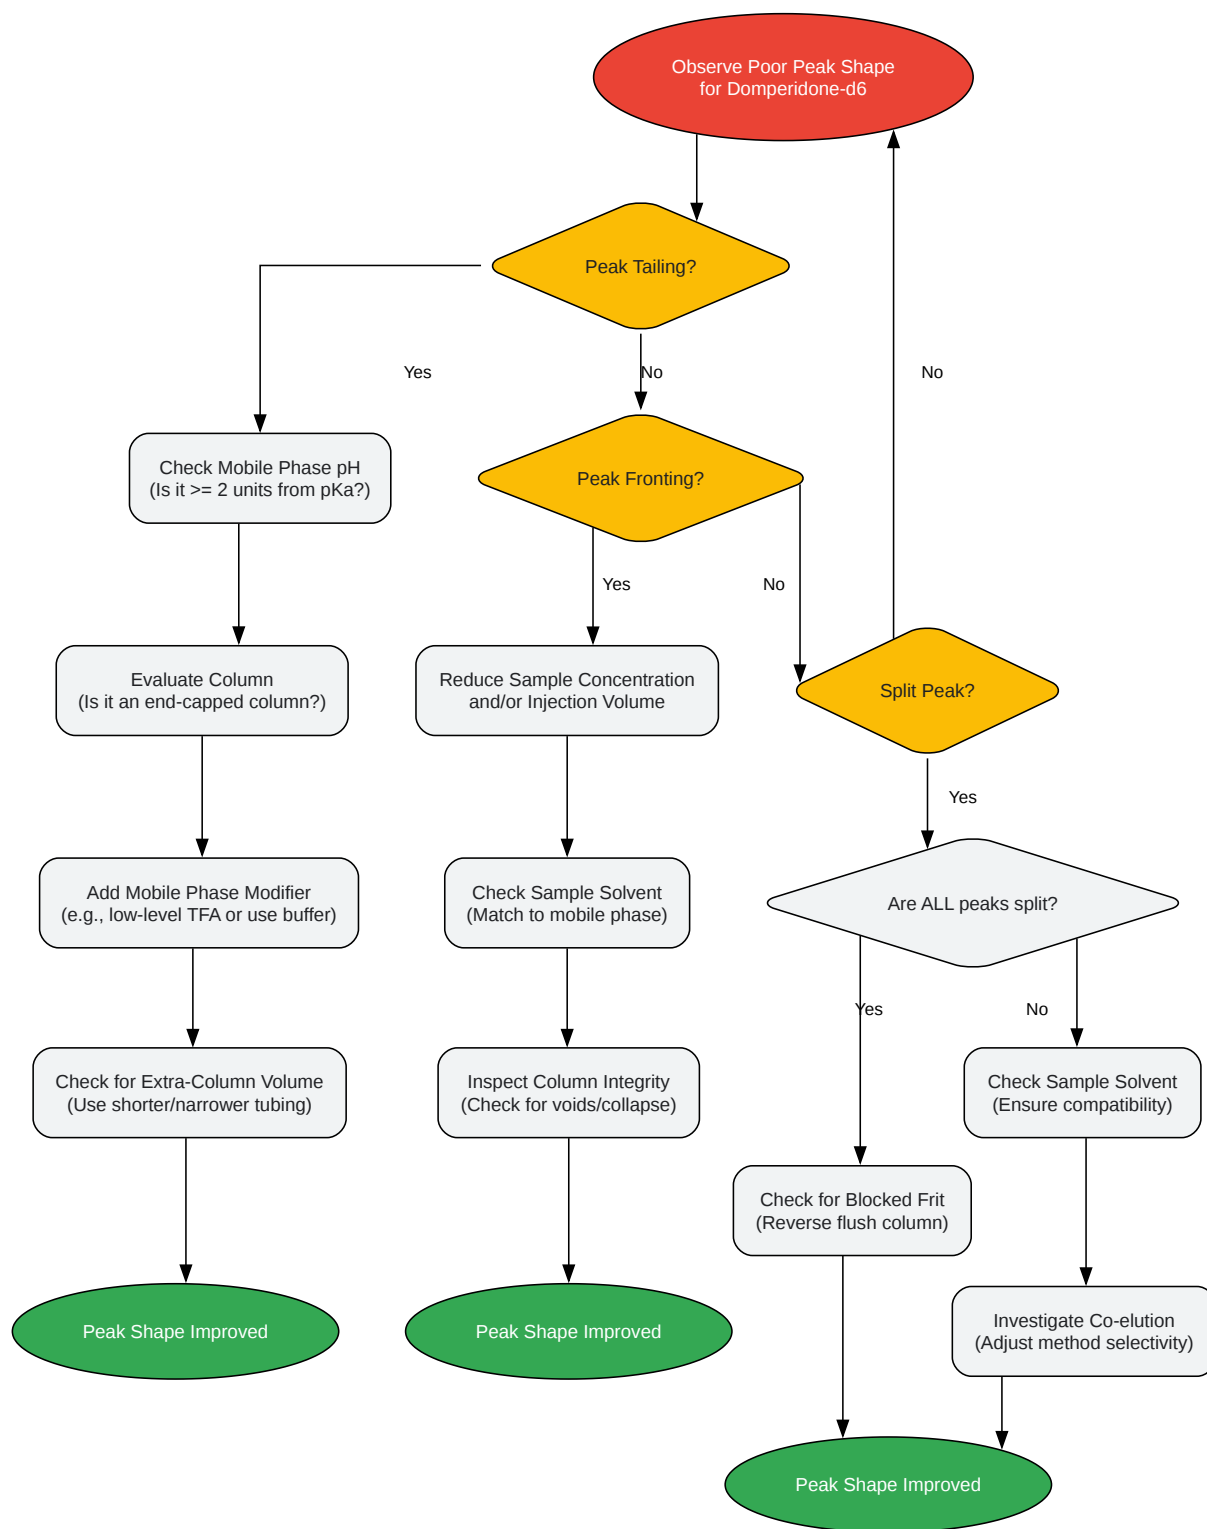 Observe Poor Peak Shape
for Domperidone-d6
Peak Tailing?
Yes
No
No
Check Mobile Phase pH
(Is it >= 2 units from pKa?)
Peak Fronting?
Yes
No
Evaluate Column
(Is it an end-capped column?)
Reduce Sample Concentration
and/or Injection Volume
Split Peak?
Yes
Add Mobile Phase Modifier
(e.g., low-level TFA or use buffer)
Check Sample Solvent
(Match to mobile phase)
Are ALL peaks split?
Yes
No
Check for Extra-Column Volume
(Use shorter/narrower tubing)
Inspect Column Integrity
(Check for voids/collapse)
Check Sample Solvent
(Ensure compatibility)
Check for Blocked Frit
(Reverse flush column)
Peak Shape Improved
Peak Shape Improved
Investigate Co-elution
(Adjust method selectivity)
Peak Shape Improved